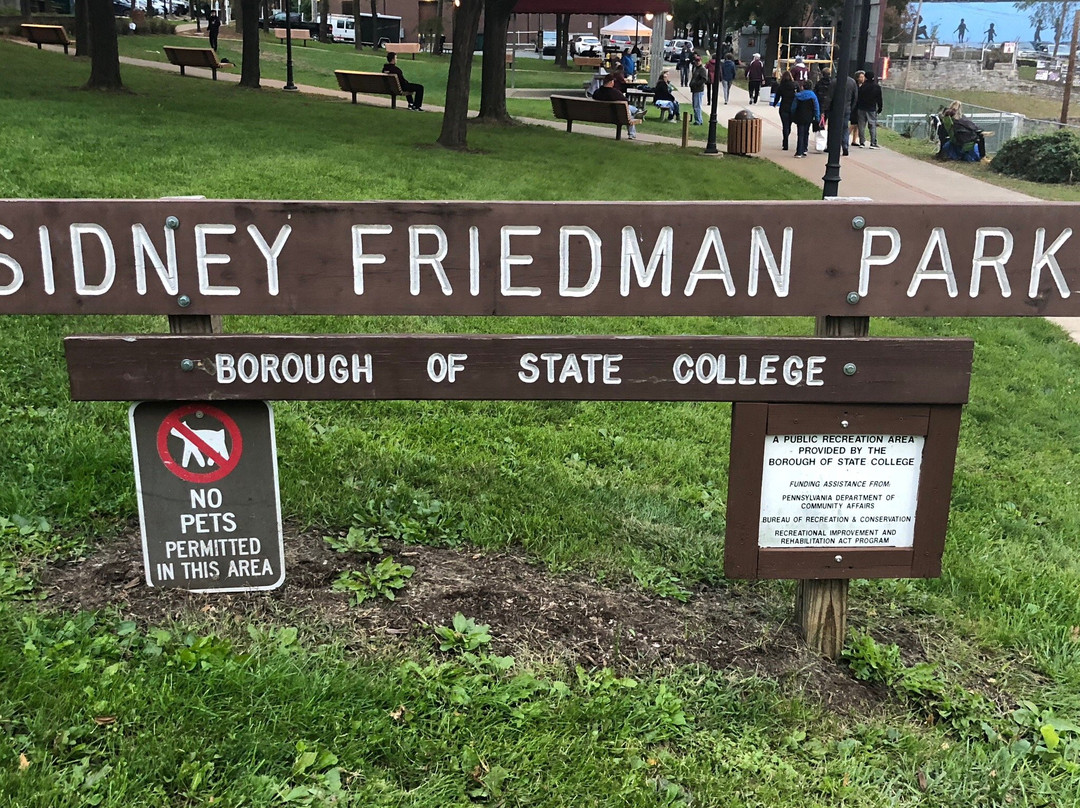 SIDNEY FRIEDMAN PARK
BOROUGH OF STATE COLLEGE
NO
PETS
PERMITTED
IN THIS AREA
A PUBLIC RECREATION AREA
PROVIDED BY THE
BOROUGH OF STATE COLLEGE
FUNDING ASSISTANCE FROM:
PENNSYLVANIA DEPARTMENT OF
COMMUNITY AFFAIRS
BUREAU OF RECREATION & CONSERVATION
RECREATIONAL IMPROVEMENT AND
REHABILITATION ACT PROGRAM